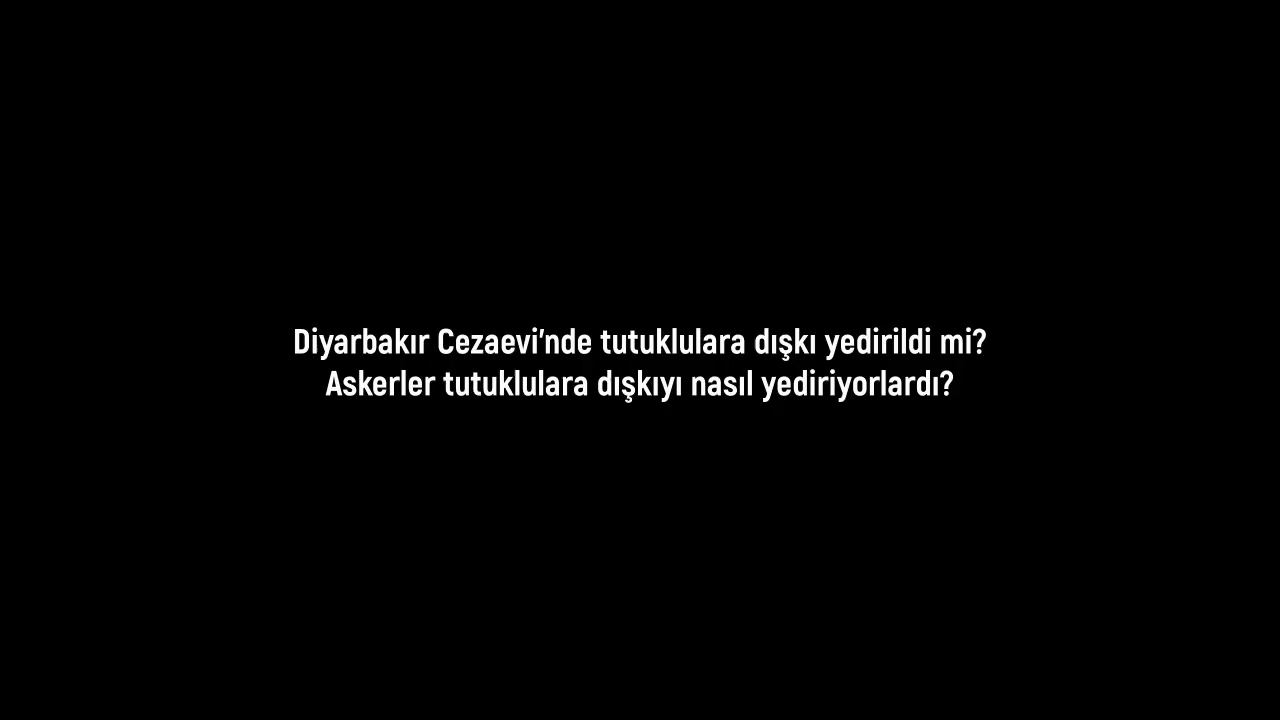 Diyarbakır Cezaevi'nde tutuklulara dışkı yedirildi mi?
Askerler tutuklulara dışkıyı nasıl yediriyorlardı?